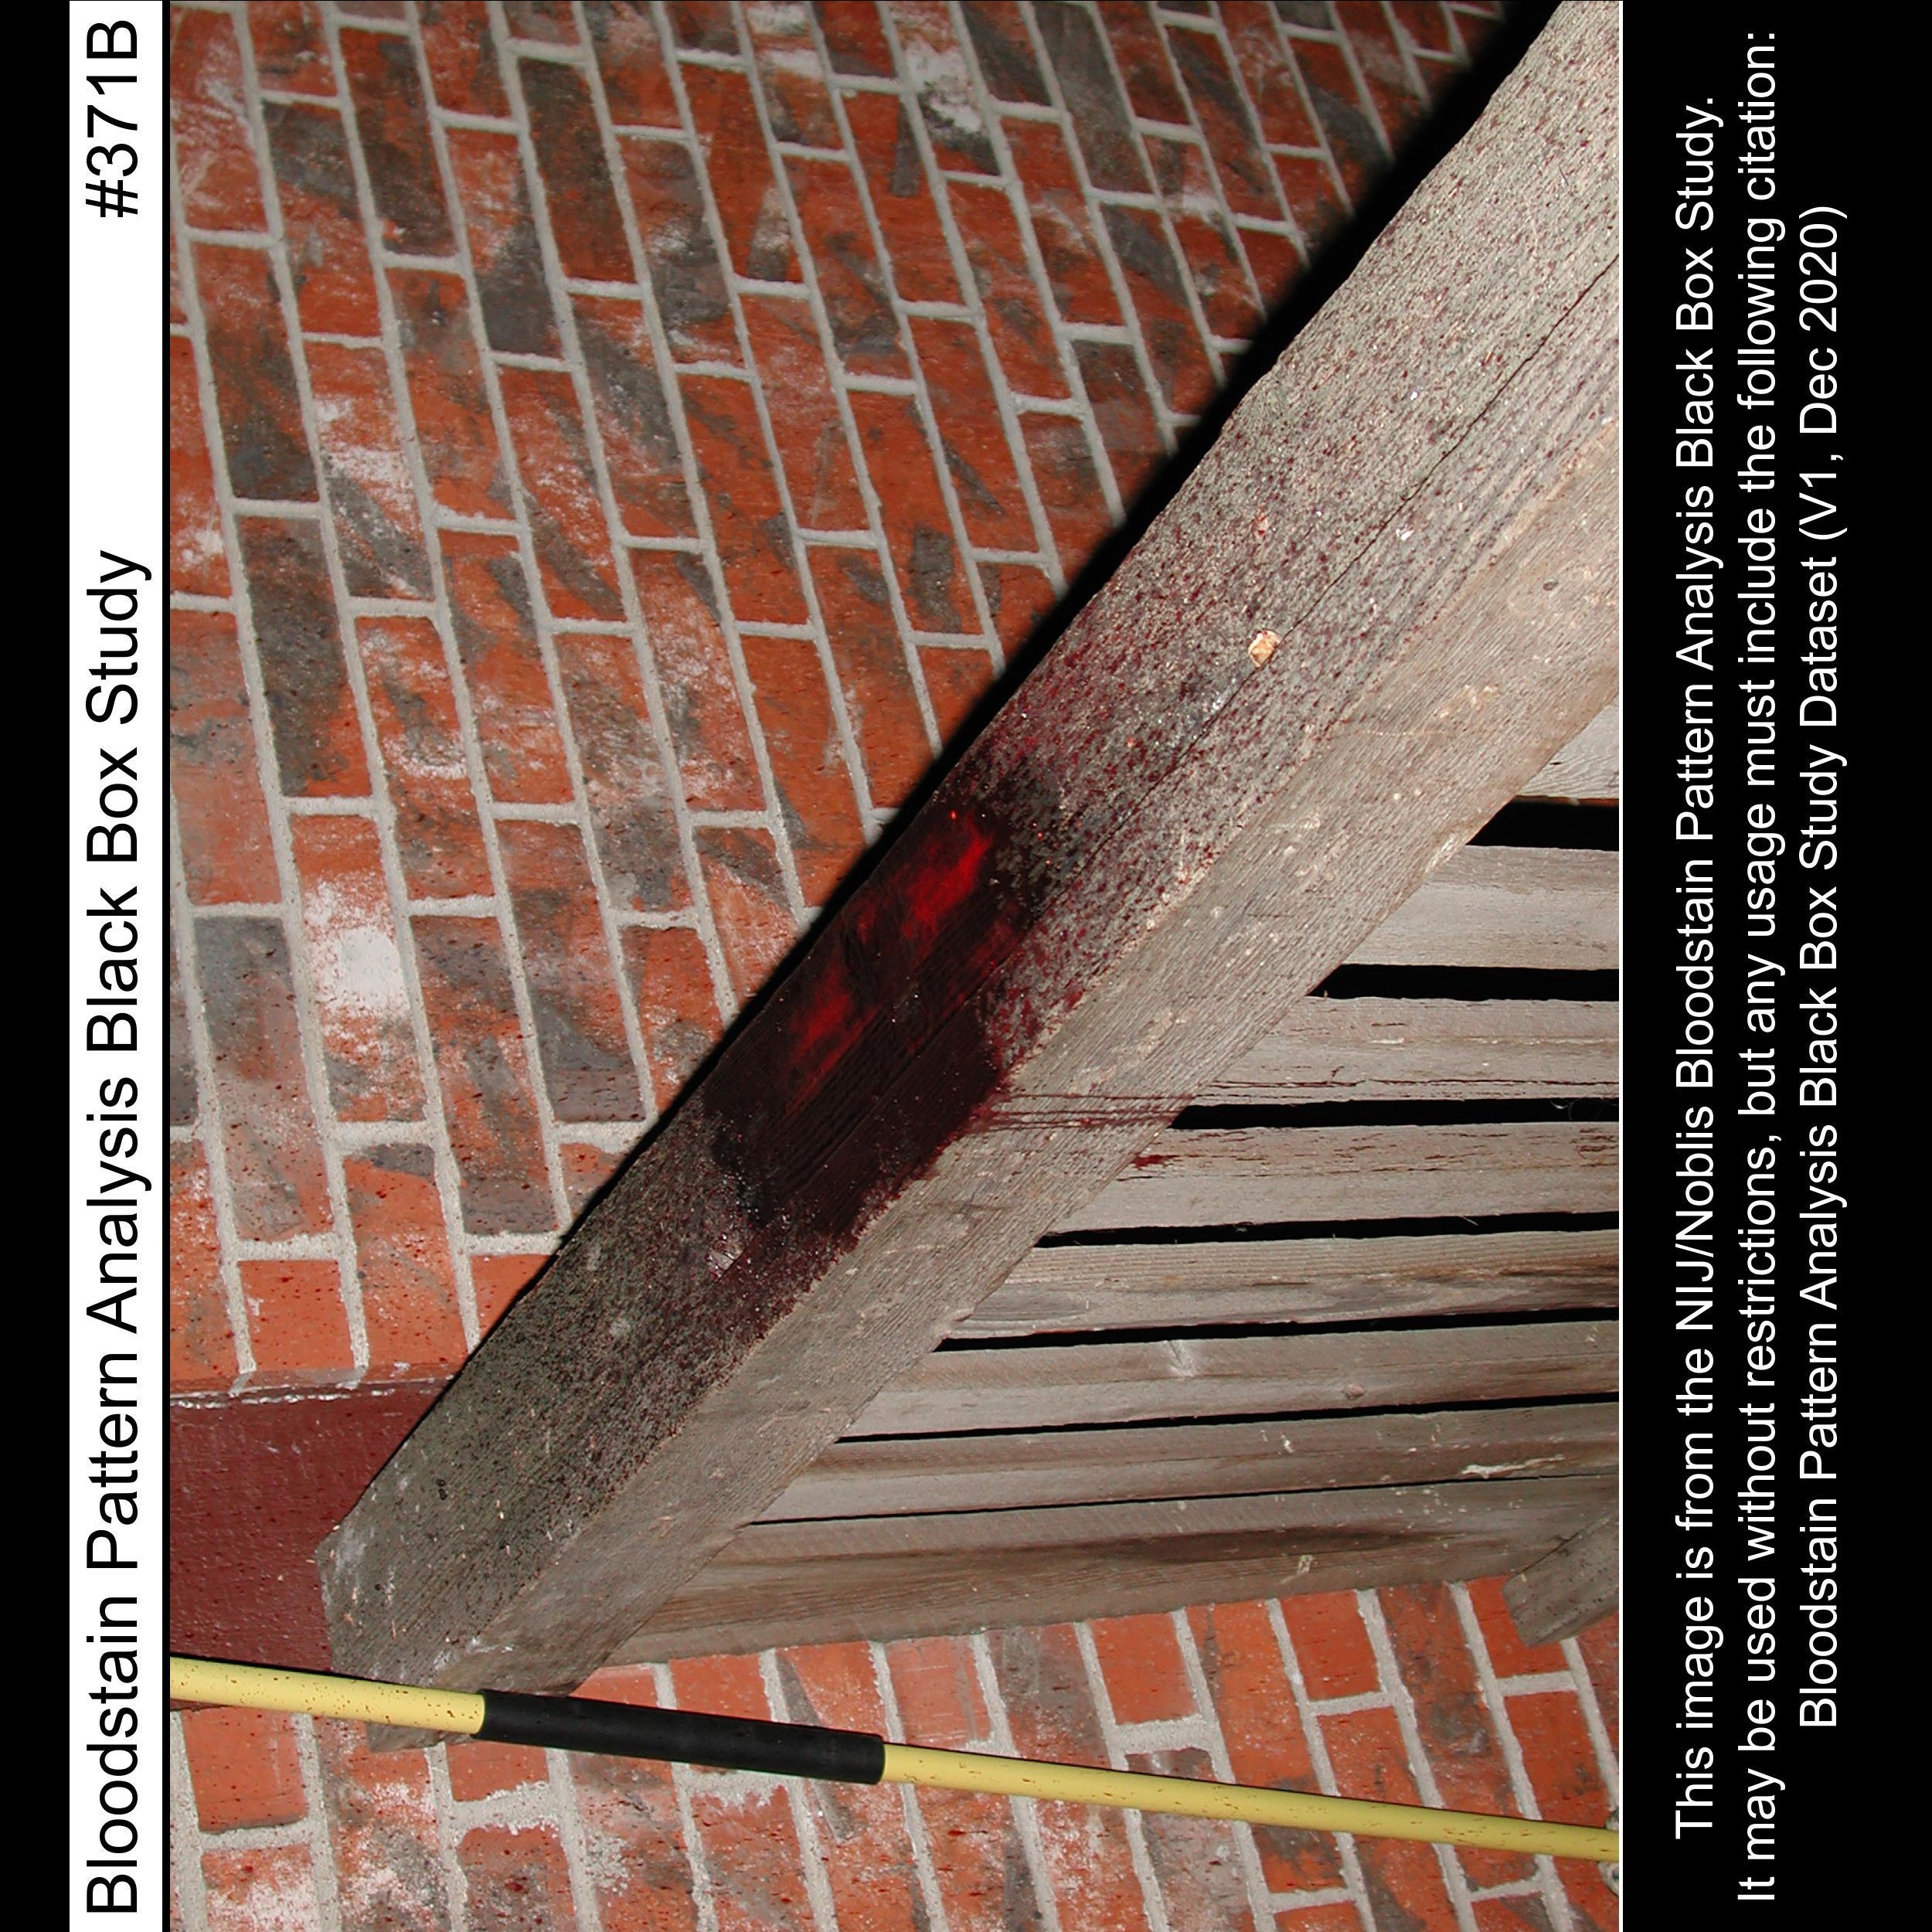 Bloodstain Pattern Analysis Black Box Study #371B
This image is from the NIJ/Noblis Bloodstain Pattern Analysis Black Box Study.
It may be used without restrictions, but any usage must include the following citation:
Bloodstain Pattern Analysis Black Box Study Dataset (V1, Dec 2020)